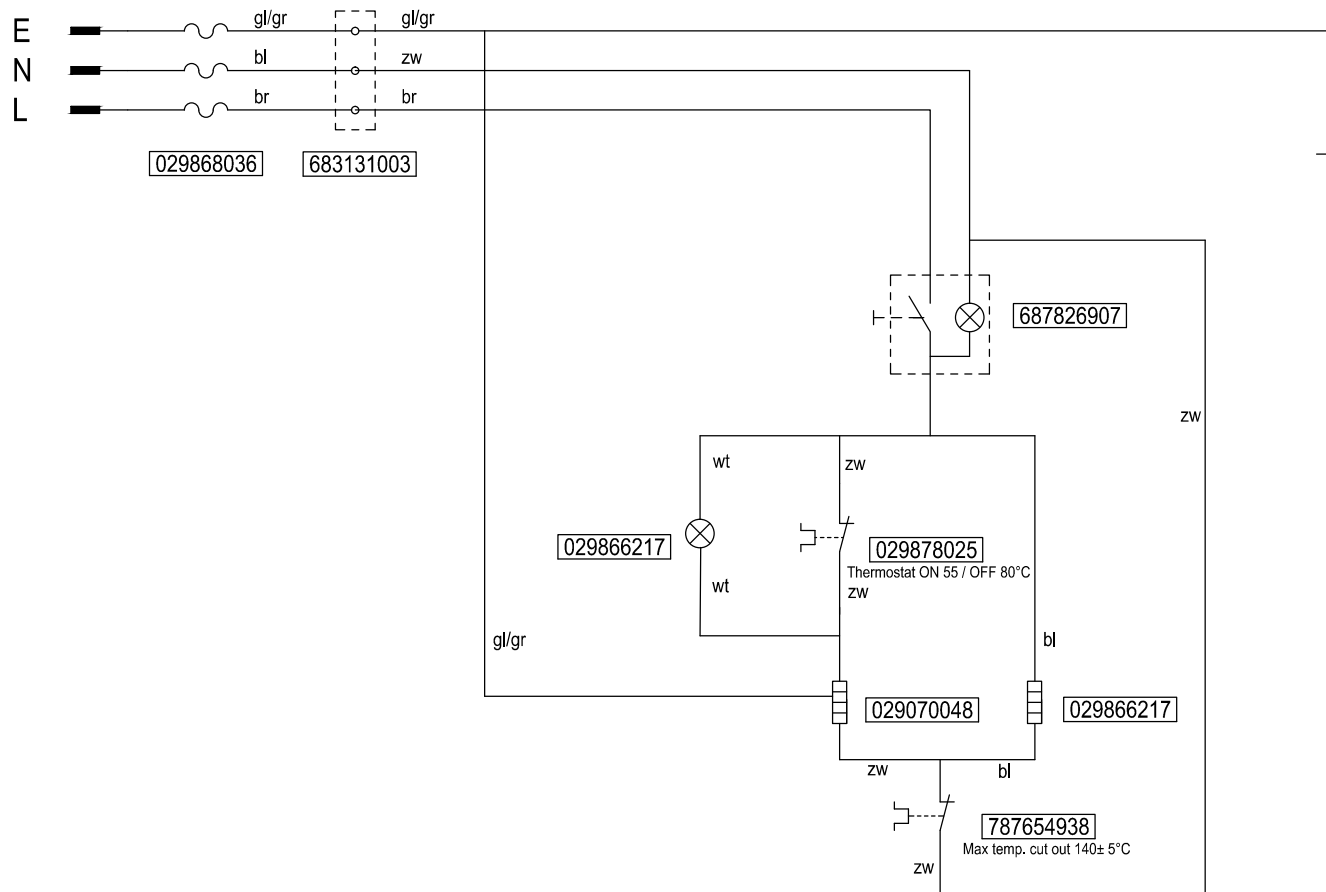 E gl/gr gl/gr
N bl zw
L br br
029868036 683131003
687826907
zw
wt zw
029866217 029878025
Thermostat ON 55 / OFF 80°C
wt zw
gl/gr bl
029070048 029866217
zw bl
787654938
Max temp. cut out 140± 5°C
zw